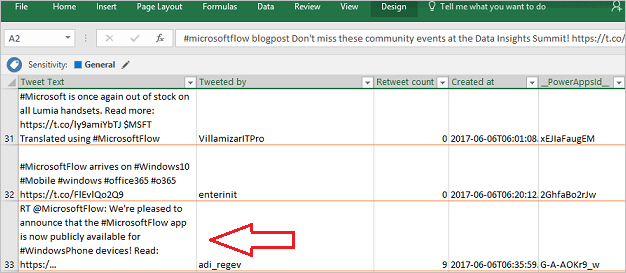 File Home Insert Page Layout Formulas Data Review View Design Tell me what you want to do...
A2 #microsoftflow blogpost Don't miss these community events at the Data Insights Summit! https://t.co/
Sensitivity: General
Tweet Text Tweeted by Retweet count Created at __PowerAppsId__
#Microsoft is once again out of stock on
all Lumia handsets. Read more:
https://t.co/ly9amiYbTJ $MSFT
31 Translated using #MicrosoftFlow VillamizarITPro 0 2017-06-06T06:01:08. xEJIaFaugEM
#MicrosoftFlow arrives on #Windows10
#Mobile #windows #office365 #o365
32 https://t.co/FlEvlQo2Q9 enterinit 0 2017-06-06T06:20:12. 2GhfaBo2rJw
RT @MicrosoftFlow: We're pleased to
announce that the #MicrosoftFlow app
is now publicly available for
#WindowsPhone devices! Read:
33 https:/... adi_regev 9 2017-06-06T06:35:59. G-A-AOKr9_w